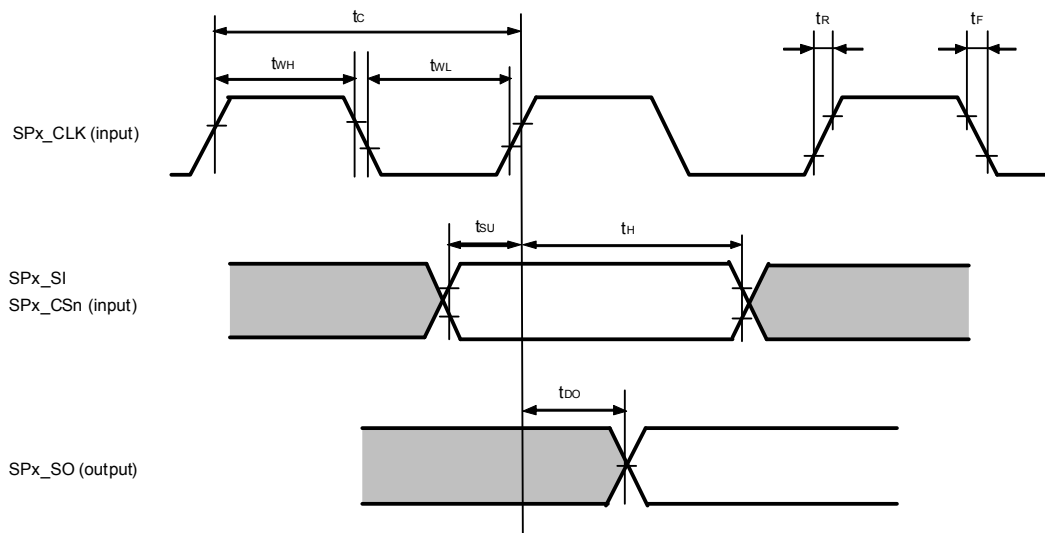 tC
tR
tF
tWH
tWL
SPx_CLK (input)
tSU
tH
SPx_SI
SPx_CSn (input)
tDO
SPx_SO (output)